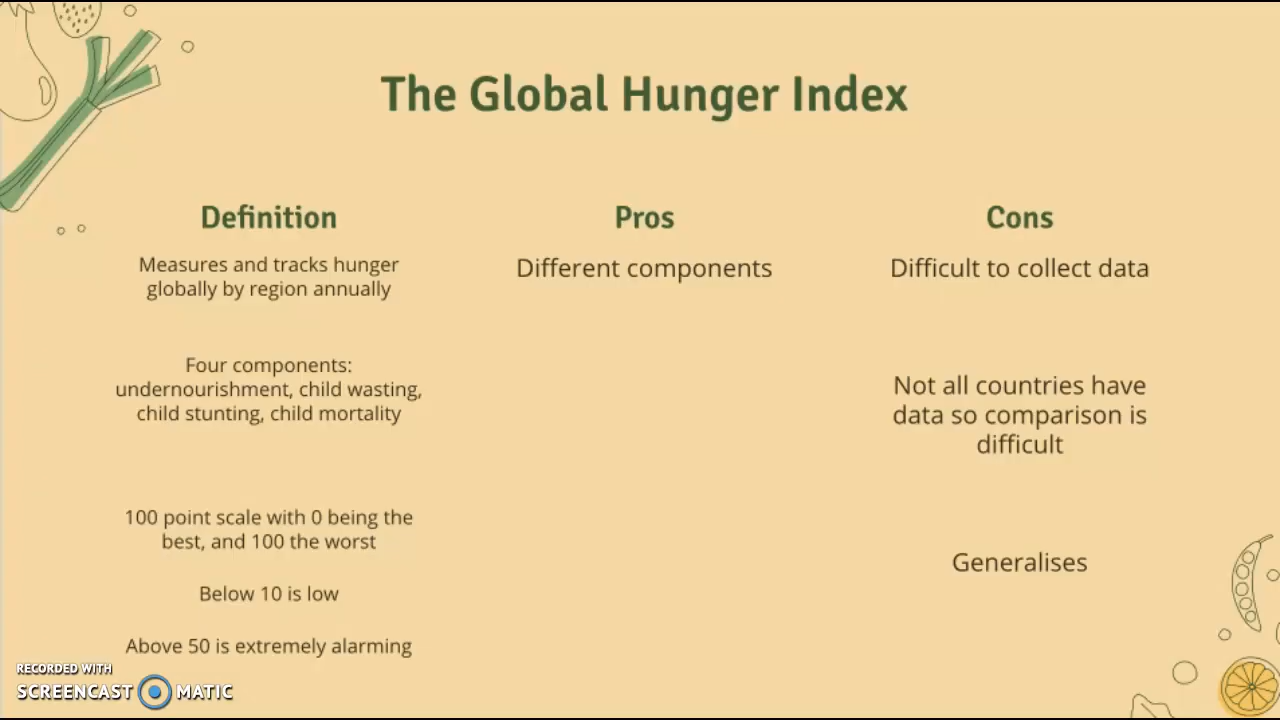 The Global Hunger Index
Definition
Measures and tracks hunger
globally by region annually
Four components:
undernourishment, child wasting,
child stunting, child mortality
100 point scale with 0 being the
best, and 100 the worst
Below 10 is low
Above 50 is extremely alarming
Pros
Different components
Cons
Difficult to collect data
Not all countries have
data so comparison is
difficult
Generalises
RECORDED WITH
SCREENCAST MATIC